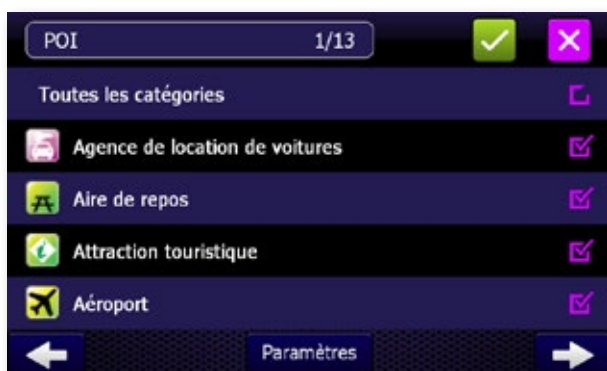 POI 1/13
Toutes les catégories
Agence de location de voitures
Aire de repos
Attraction touristique
Aéroport
Paramètres